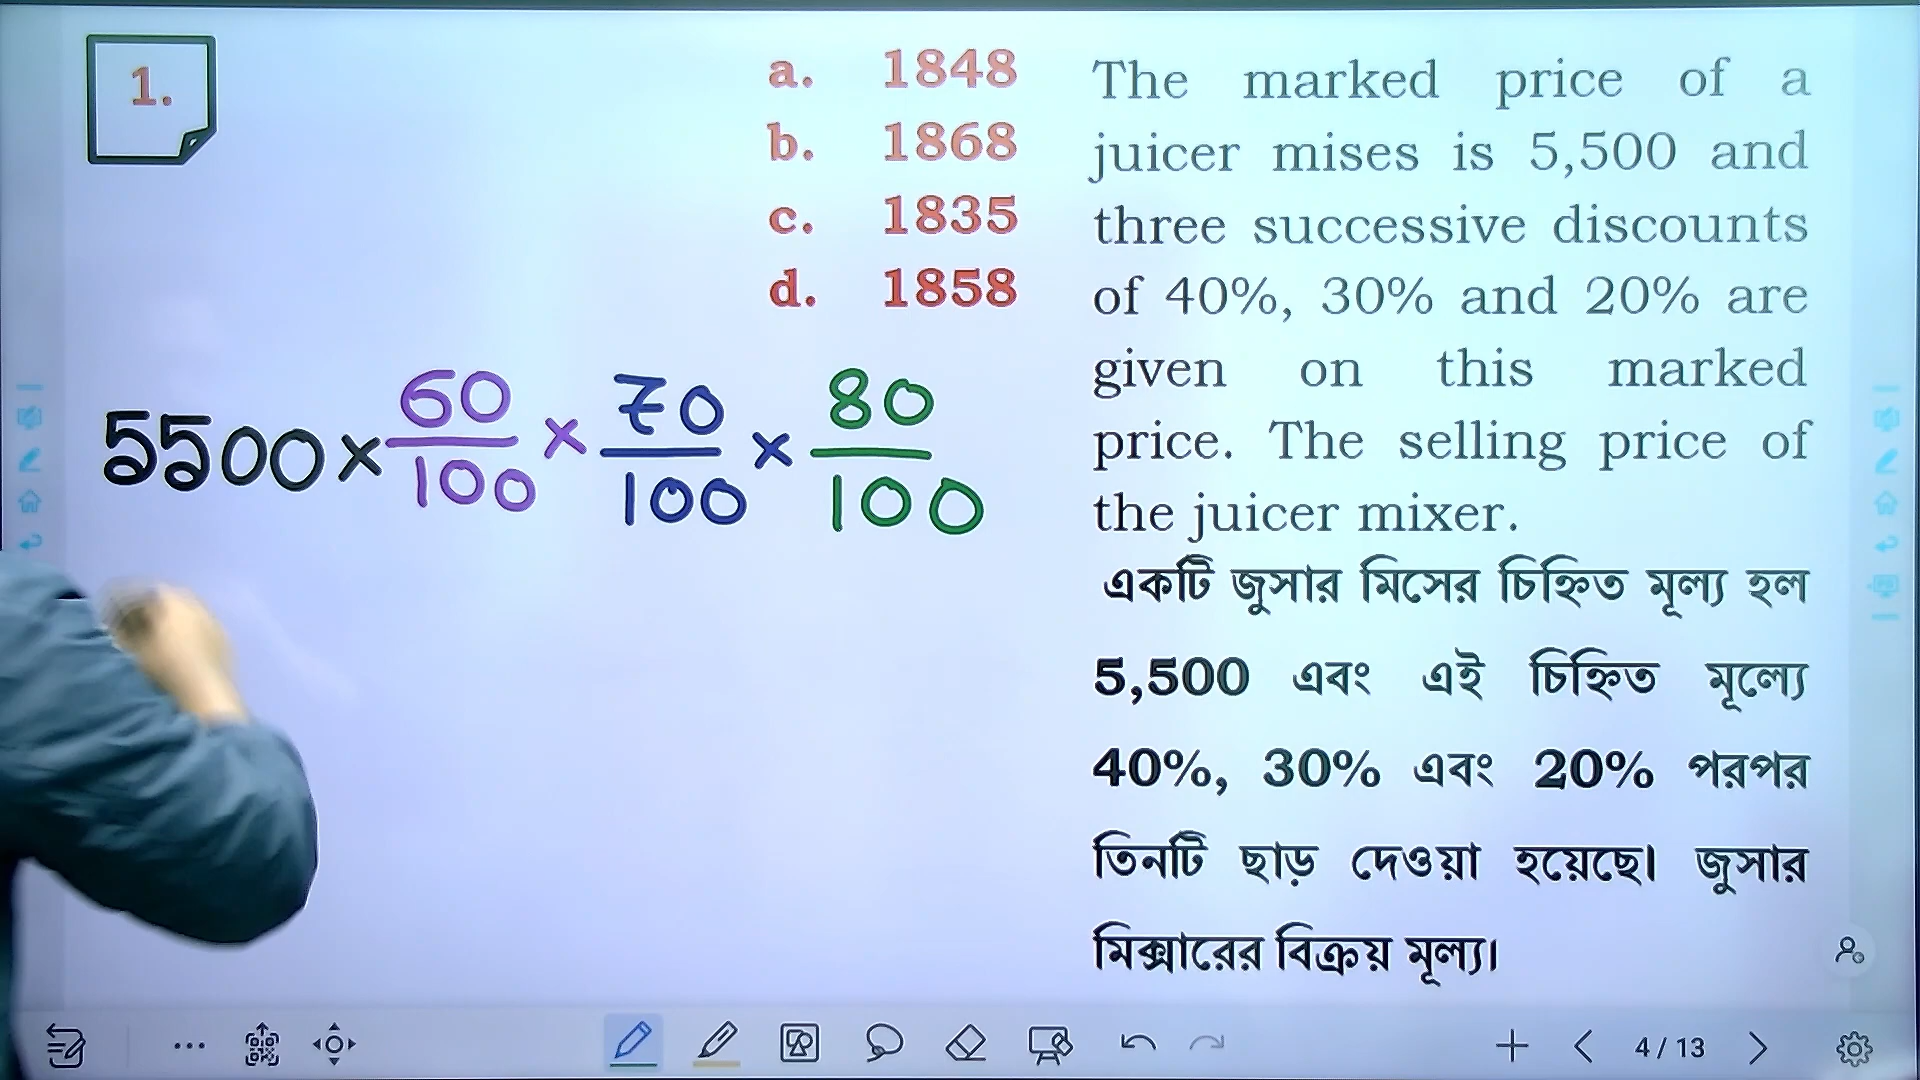 1.
a. 1848
b. 1868
c. 1835
d. 1858
The marked price of a
juicer mises is 5,500 and
three successive discounts
of 40%, 30% and 20% are
given on this marked
price. The selling price of
the juicer mixer.
একটি জুসার মিসের চিহ্নিত মূল্য হল
5,500 এবং এই চিহ্নিত মূল্যে
40%, 30% এবং 20% পরপর
তিনটি ছাড় দেওয়া হয়েছে। জুসার
মিক্সারের বিক্রয় মূল্য।
5500 × 60/100 × 70/100 × 80/100
4 / 13